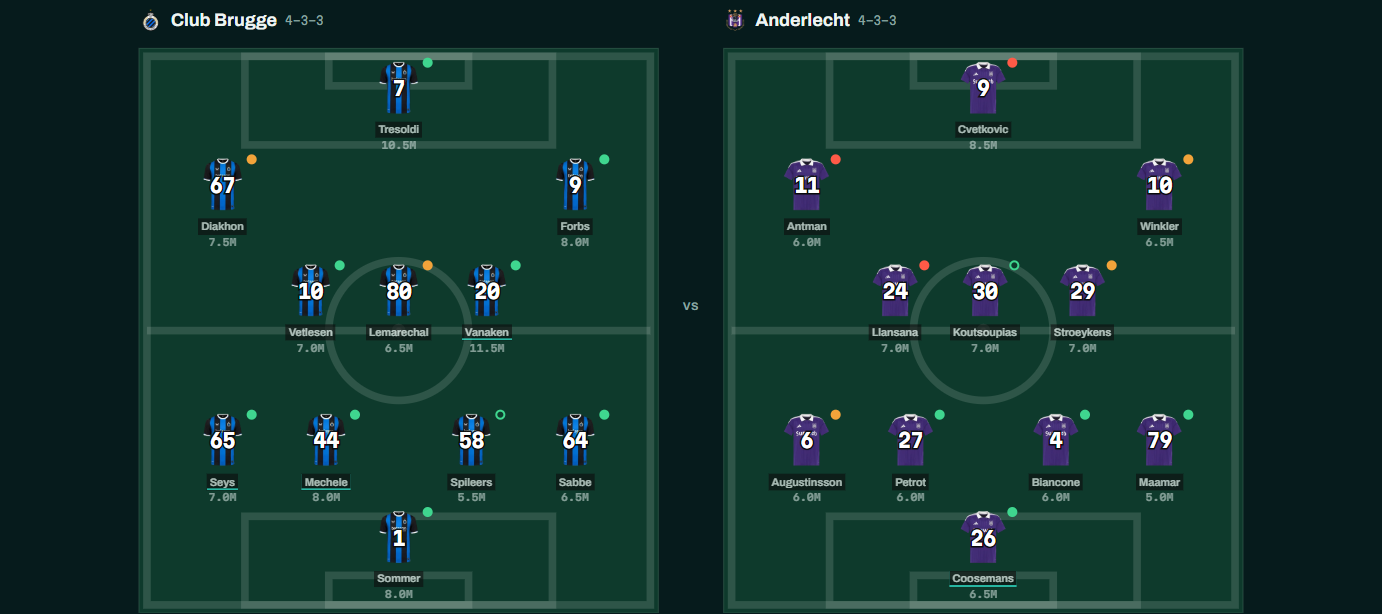 Club Brugge 4-3-3
7
Tresoldi
10.5M
67
Diakhon
7.5M
9
Forbs
8.0M
10
Vetlesen
7.0M
80
Lemarechal
6.5M
20
Vanaken
11.5M
65
Seys
7.0M
44
Mechele
8.0M
58
Spileers
5.5M
64
Sabbe
6.5M
1
Sommer
8.0M
vs
Anderlecht 4-3-3
9
Cvetkovic
8.5M
11
Antman
6.0M
10
Winkler
6.5M
24
Llansana
7.0M
30
Koutsoupias
7.0M
29
Stroeykens
7.0M
6
Augustinsson
6.0M
27
Petrot
6.0M
4
Biancone
6.0M
79
Maamar
5.0M
26
Coosemans
6.5M